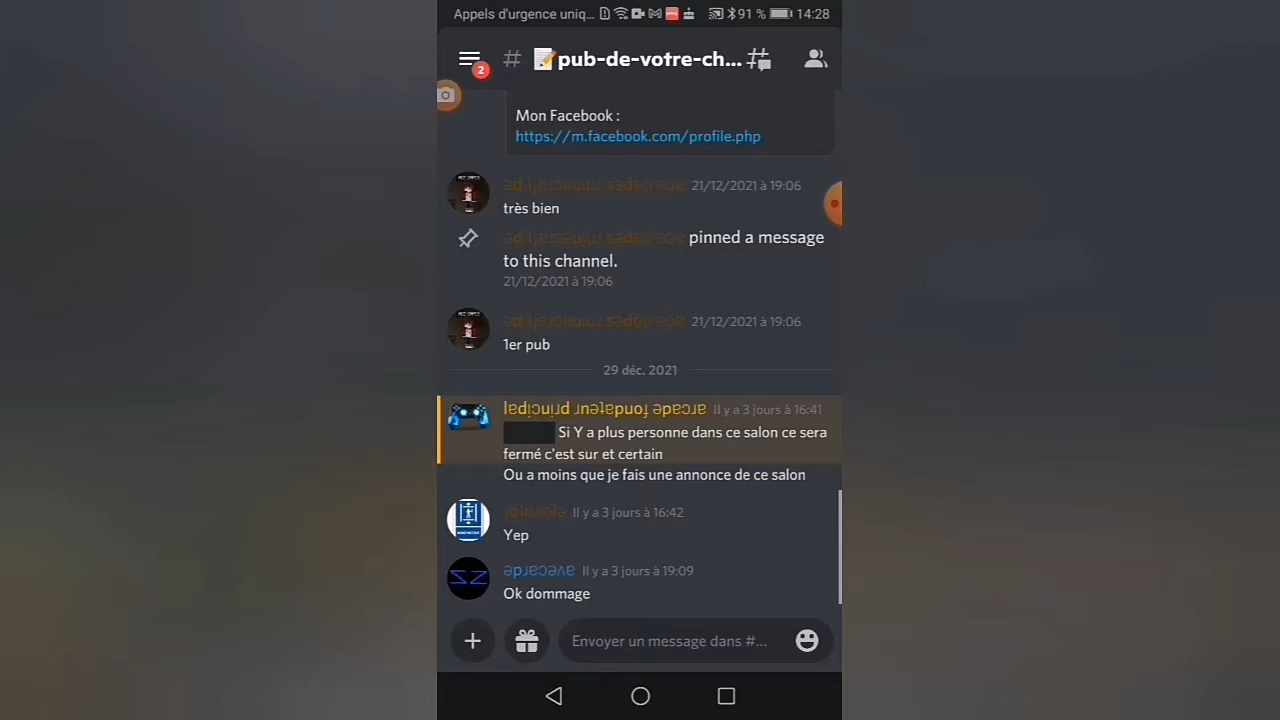 Appels d'urgence uniq... 91 % 14:28
2
# 📝pub-de-votre-ch...
Mon Facebook :
https://m.facebook.com/profile.php
21/12/2021 à 19:06
très bien
pinned a message
to this channel.
21/12/2021 à 19:06
21/12/2021 à 19:06
1er pub
29 déc. 2021
Il y a 3 jours à 16:41
Si Y a plus personne dans ce salon ce sera
fermé c'est sur et certain
Ou a moins que je fais une annonce de ce salon
Il y a 3 jours à 16:42
Yep
Il y a 3 jours à 19:09
Ok dommage
Envoyer un message dans #...